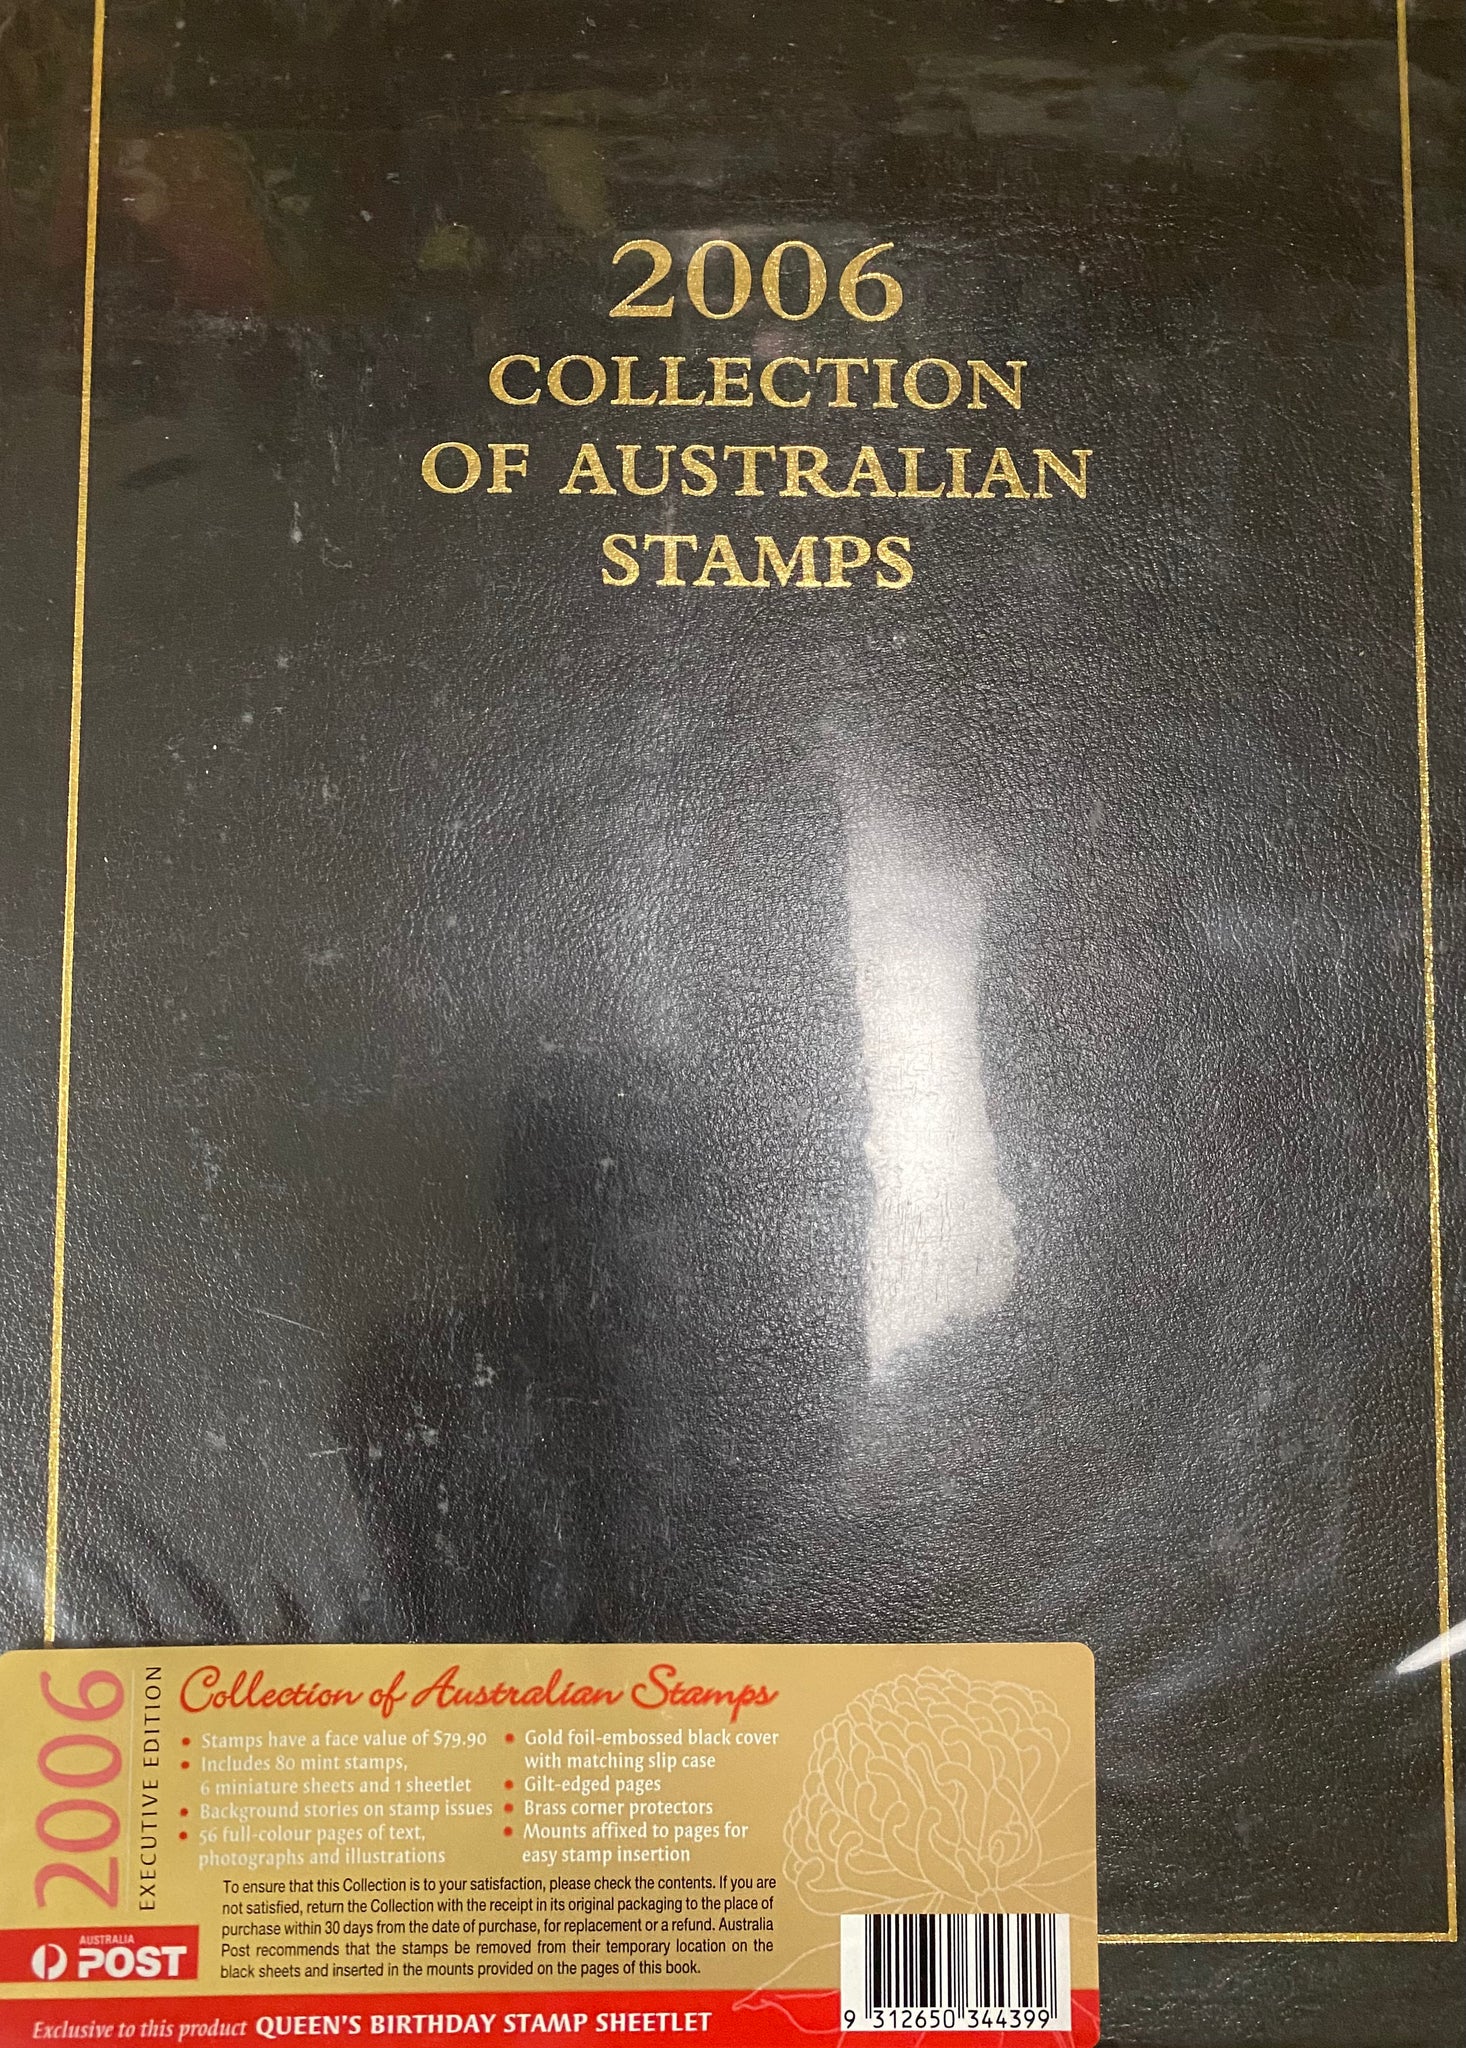 2006
COLLECTION
OF AUSTRALIAN
STAMPS
2006
EXECUTIVE EDITION
Collection of Australian Stamps
• Stamps have a face value of $79.90
• Includes 80 mint stamps,
6 miniature sheets and 1 sheetlet
• Background stories on stamp issues
• 56 full-colour pages of text,
photographs and illustrations
• Gold foil-embossed black cover
with matching slip case
• Gilt-edged pages
• Brass corner protectors
• Mounts affixed to pages for
easy stamp insertion
To ensure that this Collection is to your satisfaction, please check the contents. If you are
not satisfied, return the Collection with the receipt in its original packaging to the place of
purchase within 30 days from the date of purchase, for replacement or a refund. Australia
Post recommends that the stamps be removed from their temporary location on the
black sheets and inserted in the mounts provided on the pages of this book.
AUSTRALIA
POST
Exclusive to this product QUEEN'S BIRTHDAY STAMP SHEETLET
9 312650 344399